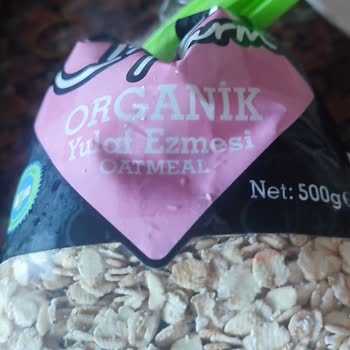 ORGANİK
Yulaf Ezmesi
OATMEAL
Net: 500g